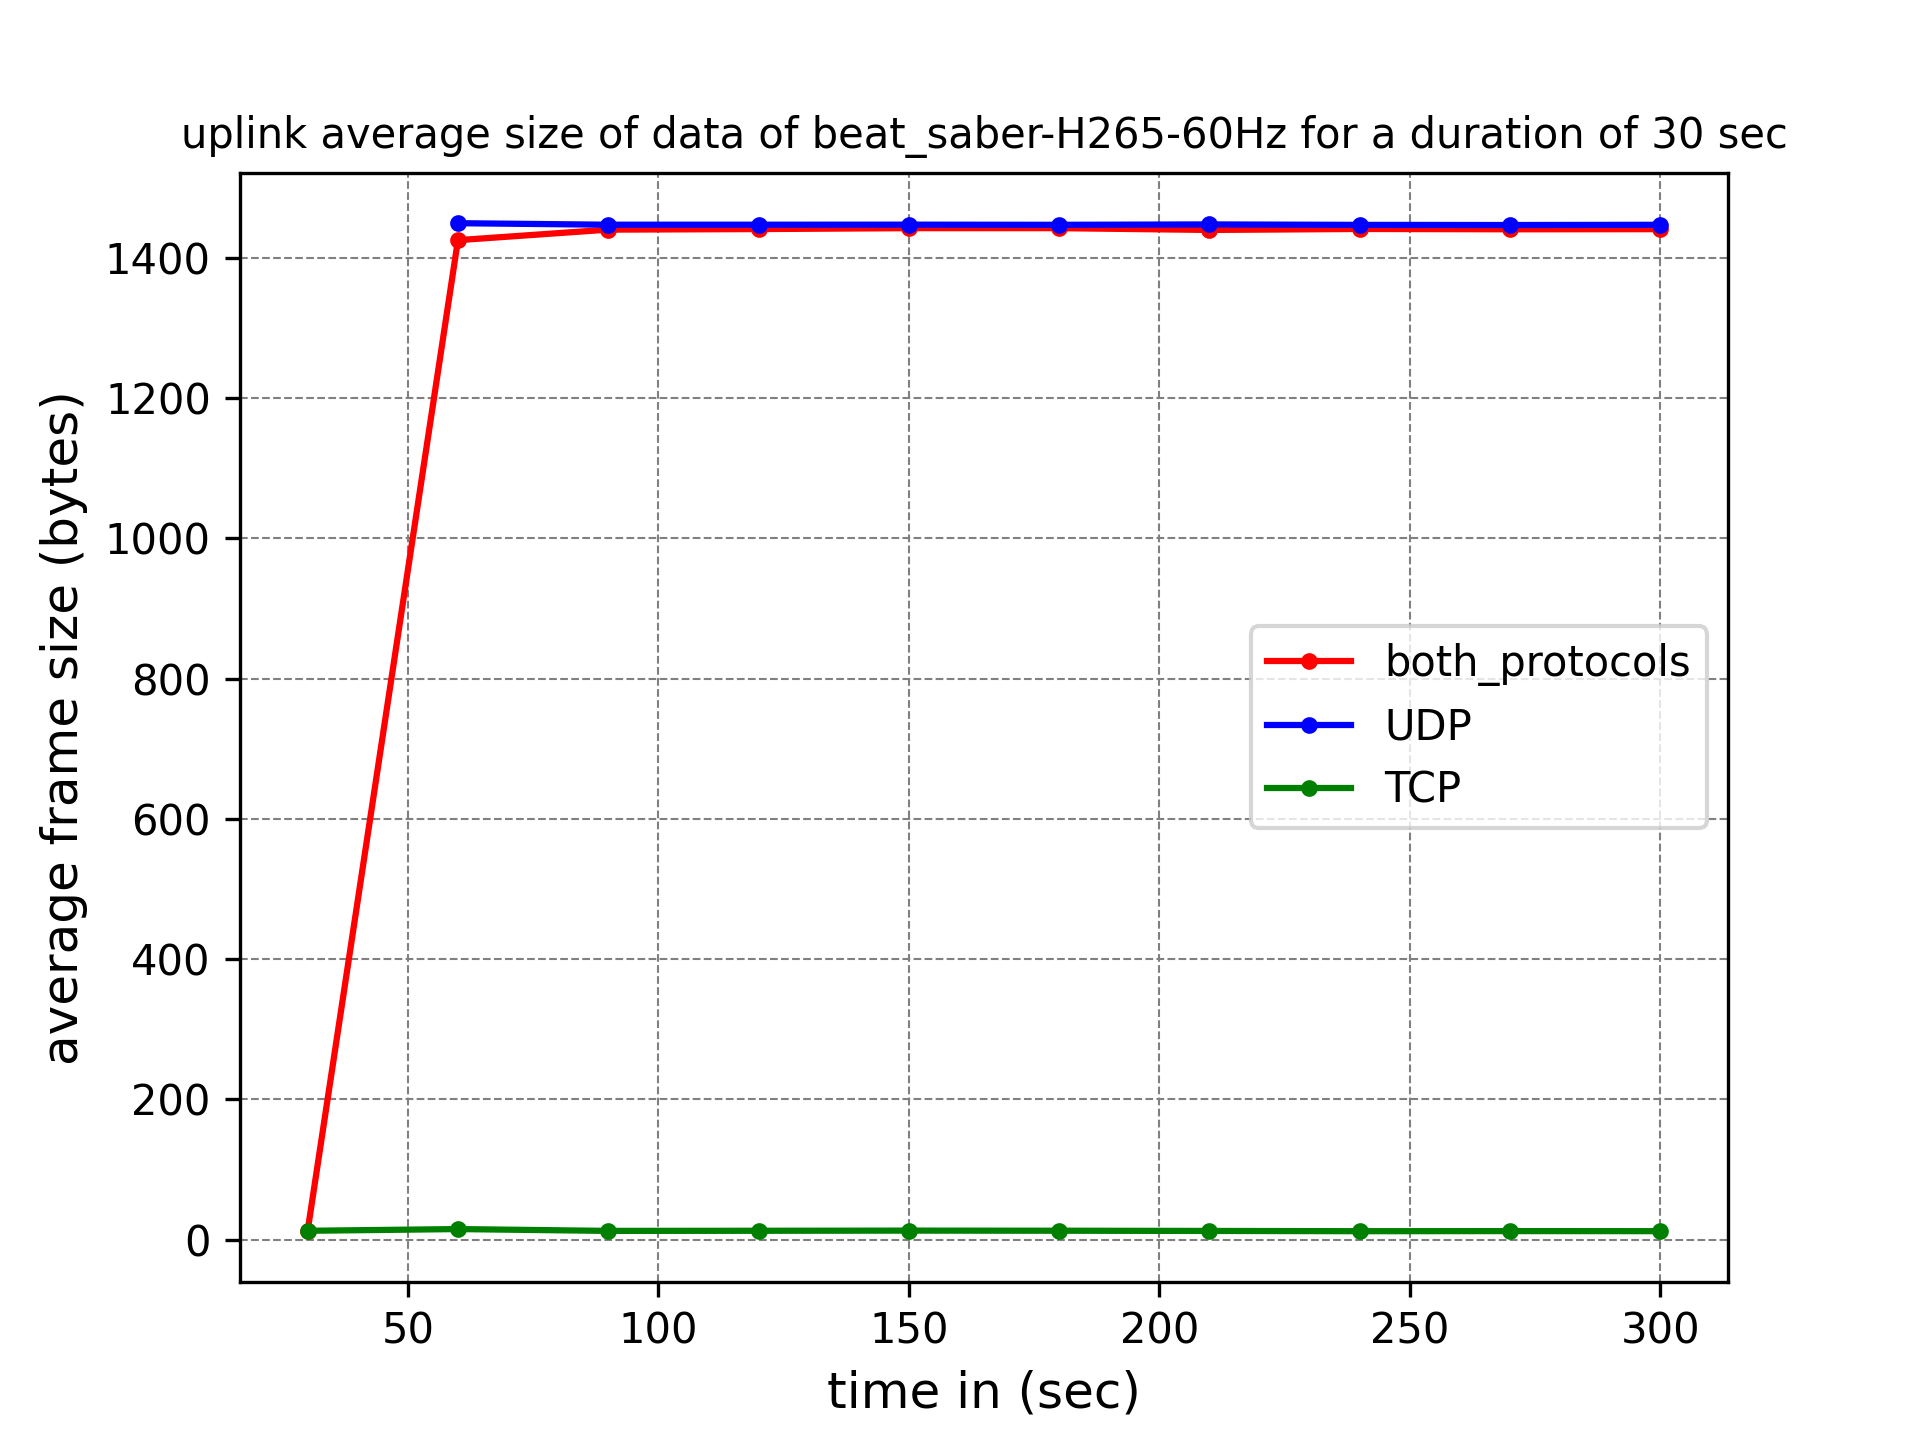 uplink average size of data of beat_saber-H265-60Hz for a duration of 30 sec
average frame size (bytes)
1400
1200
1000
800
600
400
200
0
both_protocols
UDP
TCP
50 100 150 200 250 300
time in (sec)